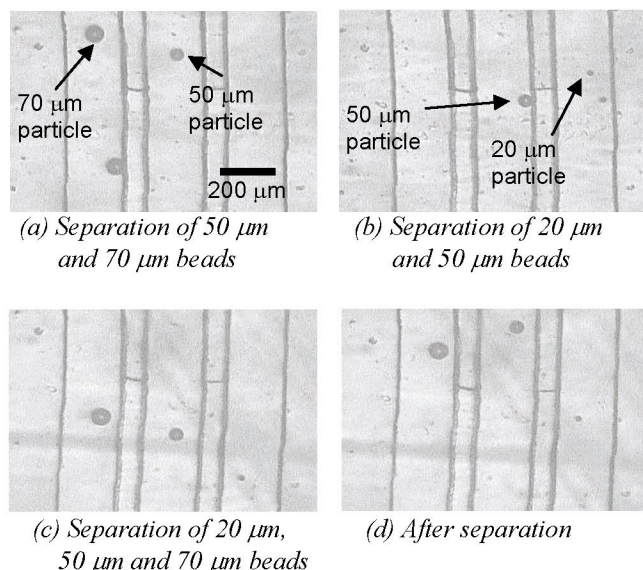 70 μm
particle
50 μm
particle
200 μm
50 μm
particle
20 μm
particle
(a) Separation of 50 μm
and 70 μm beads
(b) Separation of 20 μm
and 50 μm beads
(c) Separation of 20 μm,
50 μm and 70 μm beads
(d) After separation